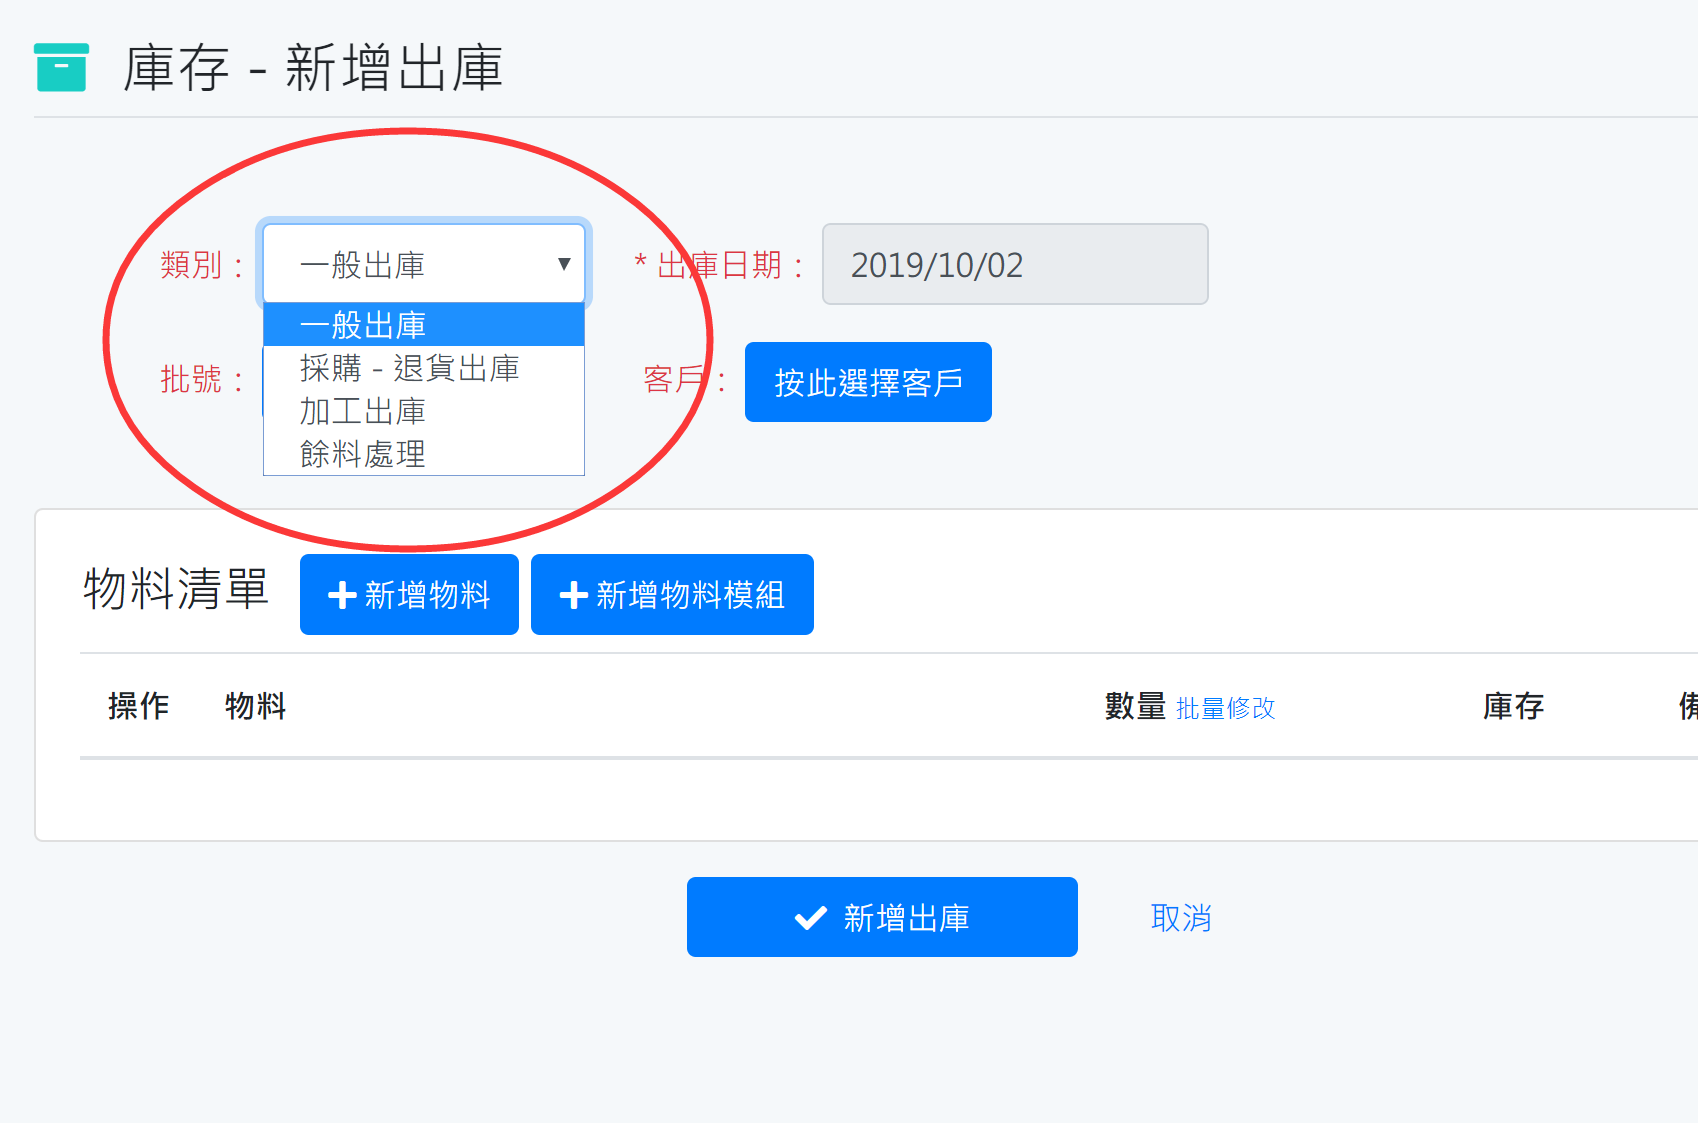 庫存 - 新增出庫
類別：
一般出庫
* 出庫日期：
2019/10/02
一般出庫
採購 - 退貨出庫
加工出庫
餘料處理
批號：
客戶：
按此選擇客戶
物料清單
新增物料
新增物料模組
操作
物料
數量 批量修改
庫存
新增出庫
取消